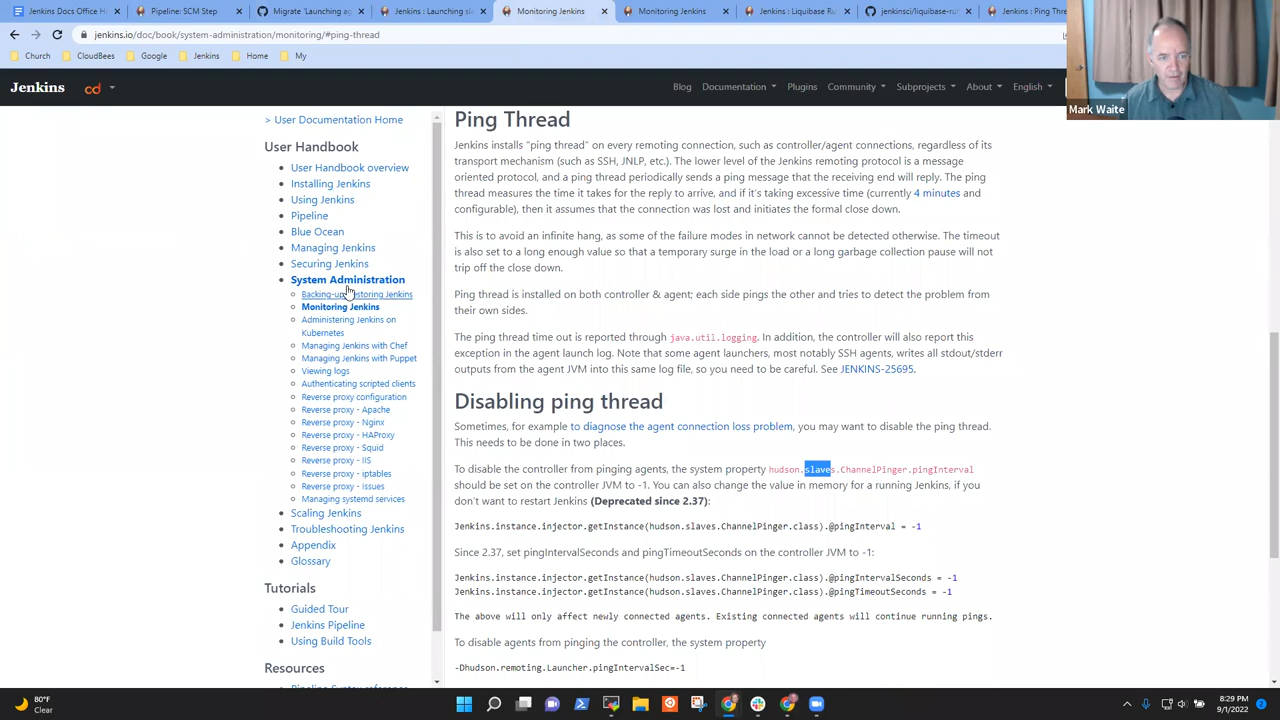 Jenkins Docs Office H
Pipeline: SCM Step
Migrate 'Launching ag
Jenkins : Launching sl
Monitoring Jenkins
Monitoring Jenkins
Jenkins : Liquibase Ru
jenkinsci/liquibase-ru
Jenkins : Ping Thre
jenkins.io/doc/book/system-administration/monitoring/#ping-thread
Church CloudBees Google Jenkins Home My
Mark Waite
Jenkins cd
Blog Documentation Plugins Community Subprojects About English
> User Documentation Home
User Handbook
User Handbook overview
Installing Jenkins
Using Jenkins
Pipeline
Blue Ocean
Managing Jenkins
Securing Jenkins
System Administration
Backing-up/Restoring Jenkins
Monitoring Jenkins
Administering Jenkins on
Kubernetes
Managing Jenkins with Chef
Managing Jenkins with Puppet
Viewing logs
Authenticating scripted clients
Reverse proxy configuration
Reverse proxy - Apache
Reverse proxy - Nginx
Reverse proxy - HAProxy
Reverse proxy - Squid
Reverse proxy - IIS
Reverse proxy - iptables
Reverse proxy - Issues
Managing systemd services
Scaling Jenkins
Troubleshooting Jenkins
Appendix
Glossary
Tutorials
Guided Tour
Jenkins Pipeline
Using Build Tools
Resources
Pipeline Syntax reference
Ping Thread
Jenkins installs "ping thread" on every remoting connection, such as controller/agent connections, regardless of its
transport mechanism (such as SSH, JNLP, etc.). The lower level of the Jenkins remoting protocol is a message
oriented protocol, and a ping thread periodically sends a ping message that the receiving end will reply. The ping
thread measures the time it takes for the reply to arrive, and if it's taking excessive time (currently 4 minutes and
configurable), then it assumes that the connection was lost and initiates the formal close down.
This is to avoid an infinite hang, as some of the failure modes in network cannot be detected otherwise. The timeout
is also set to a long enough value so that a temporary surge in the load or a long garbage collection pause will not
trip off the close down.
Ping thread is installed on both controller & agent; each side pings the other and tries to detect the problem from
their own sides.
The ping thread time out is reported through java.util.logging. In addition, the controller will also report this
exception in the agent launch log. Note that some agent launchers, most notably SSH agents, writes all stdout/stderr
outputs from the agent JVM into this same log file, so you need to be careful. See JENKINS-25695.
Disabling ping thread
Sometimes, for example to diagnose the agent connection loss problem, you may want to disable the ping thread.
This needs to be done in two places.
To disable the controller from pinging agents, the system property hudson.slaves.ChannelPinger.pingInterval
should be set on the controller JVM to -1. You can also change the value in memory for a running Jenkins, if you
don't want to restart Jenkins (Deprecated since 2.37):
Jenkins.instance.injector.getInstance(hudson.slaves.ChannelPinger.class).@pingInterval = -1
Since 2.37, set pingIntervalSeconds and pingTimeoutSeconds on the controller JVM to -1:
Jenkins.instance.injector.getInstance(hudson.slaves.ChannelPinger.class).@pingIntervalSeconds = -1
Jenkins.instance.injector.getInstance(hudson.slaves.ChannelPinger.class).@pingTimeoutSeconds = -1
The above will only affect newly connected agents. Existing connected agents will continue running pings.
To disable agents from pinging the controller, the system property
-Dhudson.remoting.Launcher.pingIntervalSec=-1
80°F
Clear
8:29 PM
9/1/2022
2